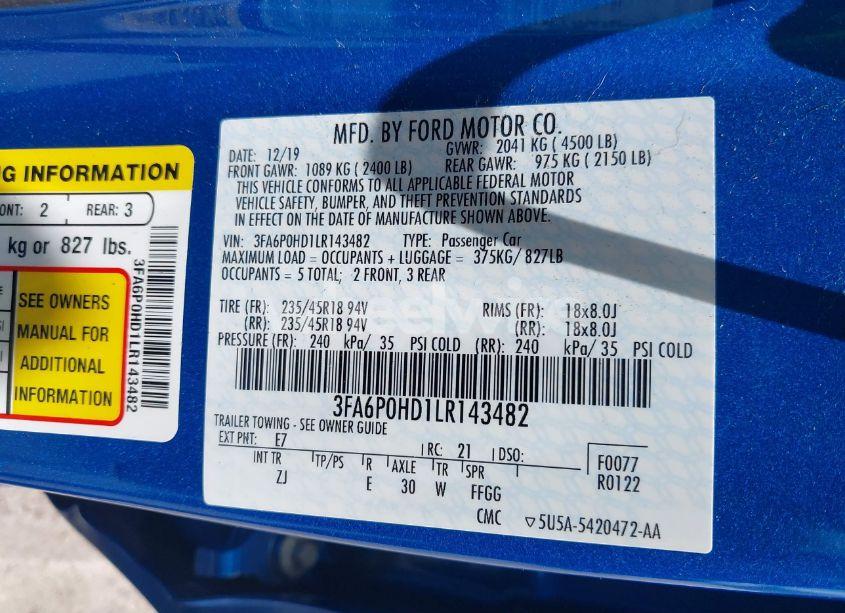 NG INFORMATION
ONT: 2 REAR: 3
kg or 827 lbs.
SEE OWNERS
MANUAL FOR
ADDITIONAL
INFORMATION
3FA6P0HD1LR143482
MFD. BY FORD MOTOR CO.
DATE: 12/19 GVWR: 2041 KG ( 4500 LB)
FRONT GAWR: 1089 KG ( 2400 LB) REAR GAWR: 975 KG ( 2150 LB)
THIS VEHICLE CONFORMS TO ALL APPLICABLE FEDERAL MOTOR
VEHICLE SAFETY, BUMPER, AND THEFT PREVENTION STANDARDS
IN EFFECT ON THE DATE OF MANUFACTURE SHOWN ABOVE.
VIN: 3FA6P0HD1LR143482 TYPE: Passenger Car
MAXIMUM LOAD = OCCUPANTS + LUGGAGE = 375KG/ 827LB
OCCUPANTS = 5 TOTAL; 2 FRONT, 3 REAR
TIRE (FR): 235/45R18 94V RIMS (FR): 18x8.0J
(RR): 235/45R18 94V (RR): 18x8.0J
PRESSURE (FR): 240 kPa/ 35 PSI COLD (RR): 240 kPa/ 35 PSI COLD
3FA6P0HD1LR143482
TRAILER TOWING - SEE OWNER GUIDE
EXT PNT: E7 RC: 21 DSO:
F0077
R0122
INT TR TP/PS R AXLE TR SPR
ZJ E 30 W FFGG
CMC ▽5U5A-5420472-AA